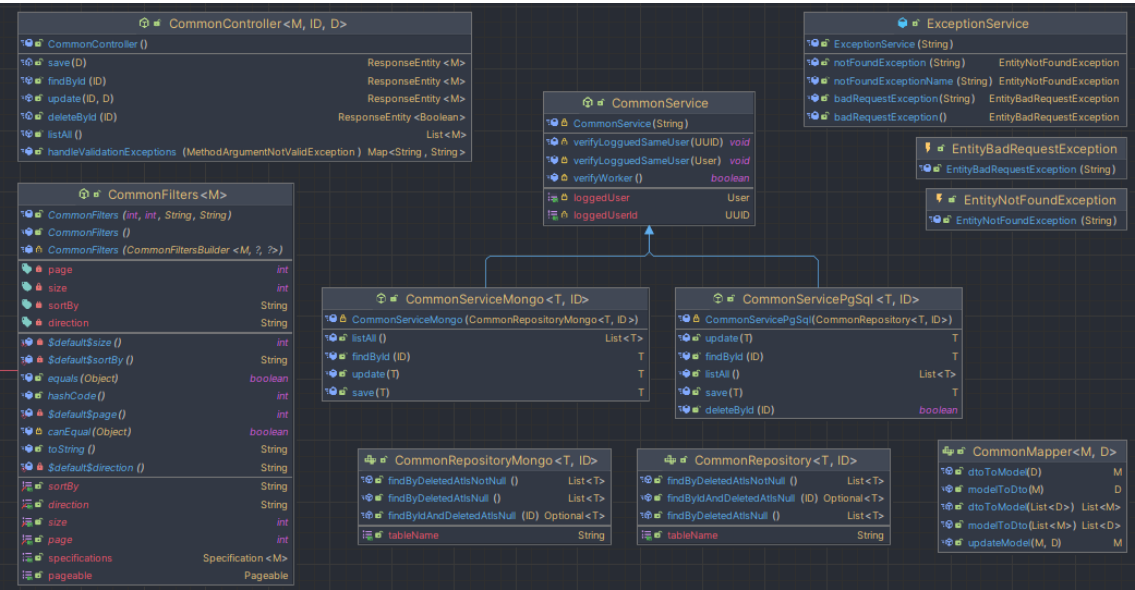 CommonController<M, ID, D>
CommonController()
save(D) ResponseEntity<M>
findById (ID) ResponseEntity<M>
update(ID, D) ResponseEntity<M>
deleteById (ID) ResponseEntity<Boolean>
listAll() List<M>
handleValidationExceptions (MethodArgumentNotValidException) Map<String, String>
CommonFilters<M>
CommonFilters (int, int, String, String)
CommonFilters ()
CommonFilters (CommonFiltersBuilder <M, ?, ?>)
page int
size int
sortBy String
direction String
$default$size() int
$default$sortBy() String
equals(Object) boolean
hashCode() int
$default$page() int
canEqual(Object) boolean
toString () String
$default$direction () String
sortBy String
direction String
size int
page int
specifications Specification<M>
pageable Pageable
CommonService
CommonService(String)
verifyLogguedSameUser(UUID) void
verifyLogguedSameUser(User) void
verifyWorker() boolean
loggedUser User
loggedUserId UUID
ExceptionService
ExceptionService (String)
notFoundException (String) EntityNotFoundException
notFoundExceptionName (String) EntityNotFoundException
badRequestException(String) EntityBadRequestException
badRequestException() EntityBadRequestException
EntityBadRequestException
EntityBadRequestException (String)
EntityNotFoundException
EntityNotFoundException (String)
CommonServiceMongo<T, ID>
CommonServiceMongo(CommonRepositoryMongo<T, ID>)
listAll() List<T>
findById (ID) T
update(T) T
save(T) T
CommonServicePgSql<T, ID>
CommonServicePgSql(CommonRepository<T, ID>)
update(T) T
findById (ID) T
listAll() List<T>
save(T) T
deleteById (ID) boolean
CommonRepositoryMongo<T, ID>
findByDeletedAtIsNotNull () List<T>
findByDeletedAtIsNull () List<T>
findByIdAndDeletedAtIsNull (ID) Optional<T>
tableName String
CommonRepository<T, ID>
findByDeletedAtIsNotNull () List<T>
findByIdAndDeletedAtIsNull (ID) Optional<T>
findByDeletedAtIsNull () List<T>
tableName String
CommonMapper<M, D>
dtoToModel(D) M
modelToDto(M) D
dtoToModel(List<D>) List<M>
modelToDto(List<M>) List<D>
updateModel(M, D) M